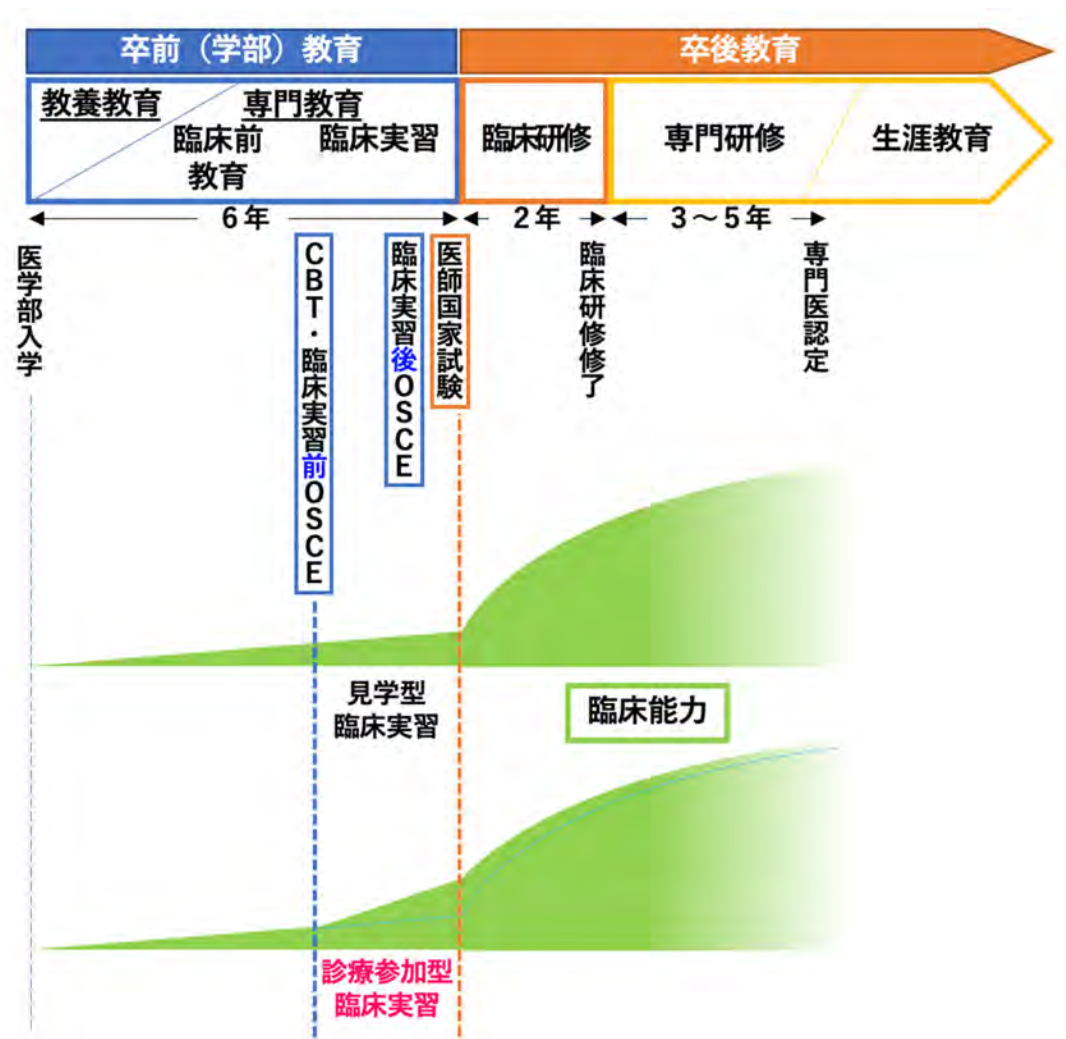 卒前（学部）教育
卒後教育
教養教育
専門教育
臨床前
教育
臨床実習
臨床研修
専門研修
生涯教育
6年
2年
3～5年
医学部入学
CBT・臨床実習前OSCE
臨床実習後OSCE
医師国家試験
臨床研修修了
専門医認定
見学型
臨床実習
臨床能力
診療参加型
臨床実習